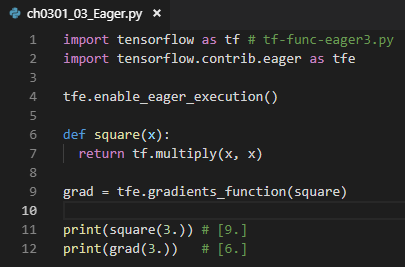 ch0301_03_Eager.py ×
1 import tensorflow as tf # tf-func-eager3.py
2 import tensorflow.contrib.eager as tfe
3
4 tfe.enable_eager_execution()
5
6 def square(x):
7 return tf.multiply(x, x)
8
9 grad = tfe.gradients_function(square)
10
11 print(square(3.)) # [9.]
12 print(grad(3.)) # [6.]